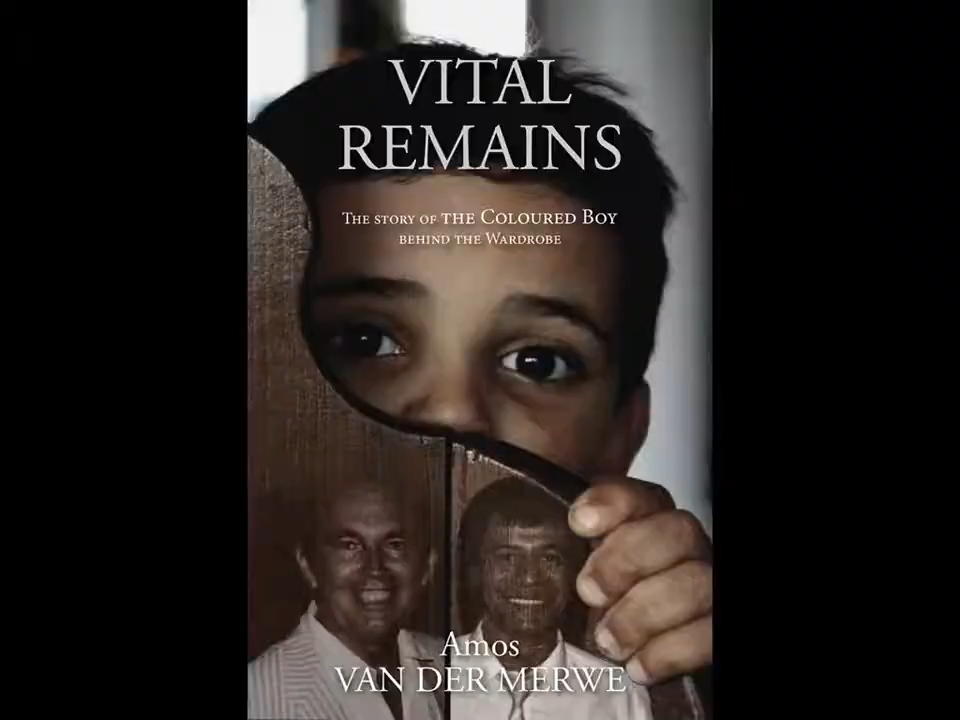 VITAL
REMAINS
The story of the Coloured Boy
behind the Wardrobe
Amos
VAN DER MERWE